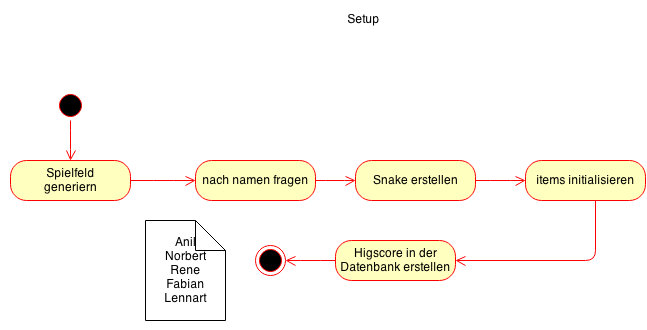 Setup
Spielfeld
generiern
nach namen fragen
Snake erstellen
items initialisieren
Anil
Norbert
Rene
Fabian
Lennart
Higscore in der
Datenbank erstellen